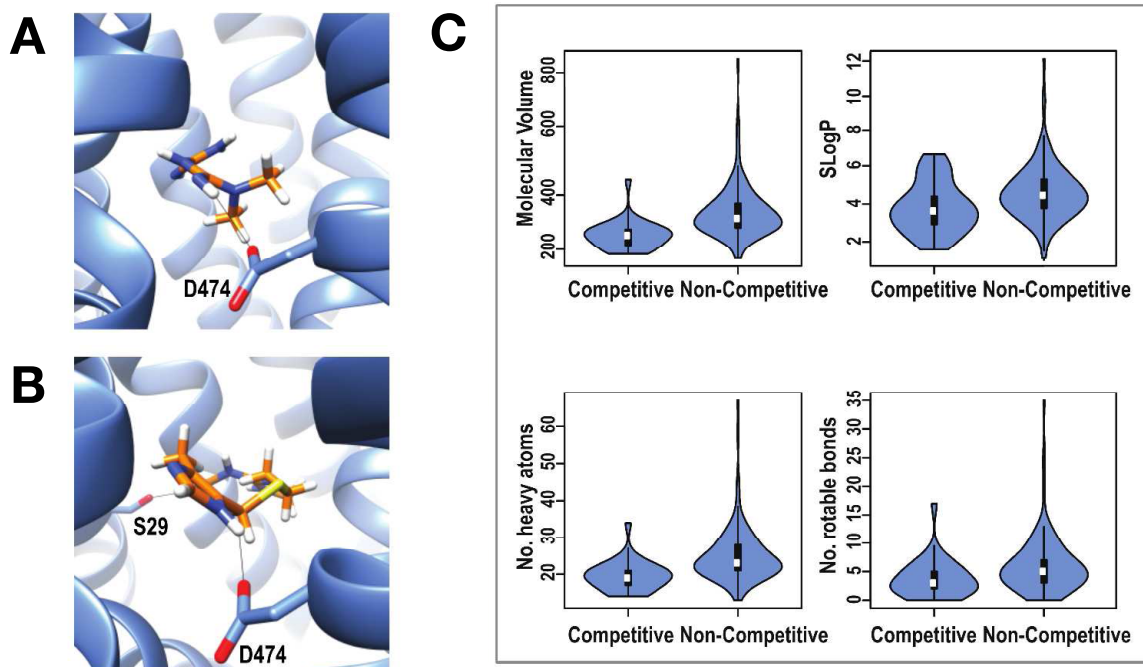 A
D474
B
S29
D474
C
Molecular Volume
800
600
400
200
Competitive Non-Competitive
SLogP
12
10
8
6
4
2
Competitive Non-Competitive
No. heavy atoms
60
50
40
30
20
Competitive Non-Competitive
No. rotable bonds
35
30
25
20
15
10
5
0
Competitive Non-Competitive